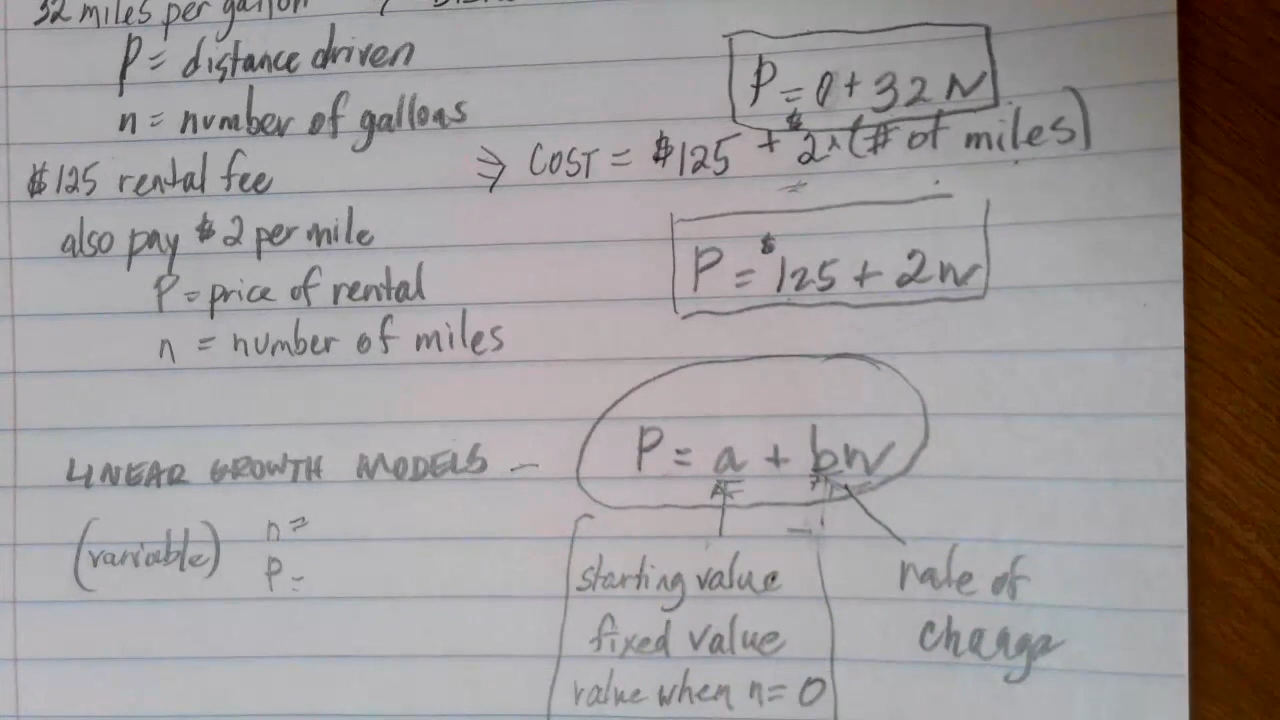 32 miles per gallon
P = distance driven
n = number of gallons
P = 0 + 32 N
$125 rental fee
⇒ COST = $125 + $2 × (# of miles)
also pay $2 per mile
P = $125 + 2n
P = price of rental
n = number of miles
LINEAR GROWTH MODELS –
P = a + bn
(variable)
n =
P =
starting value
fixed value
value when n = 0
rate of
change